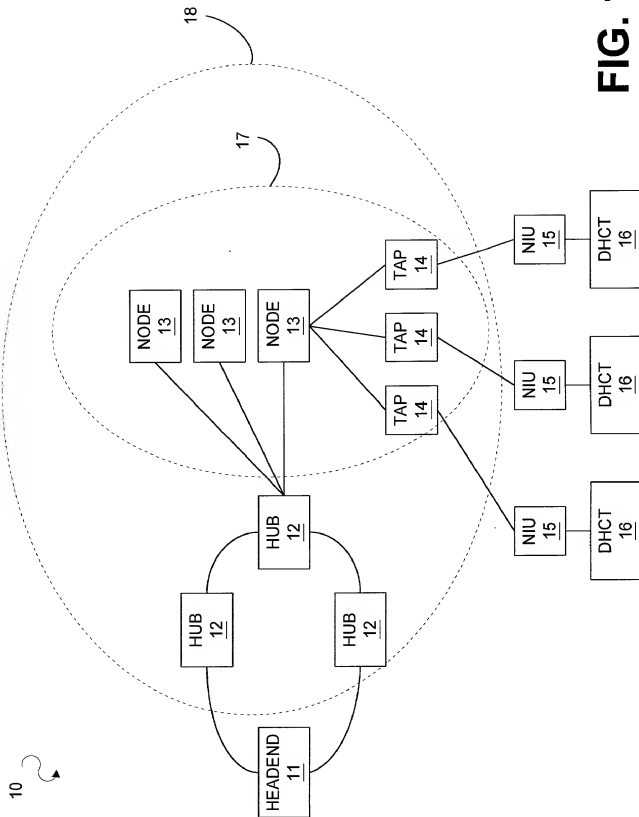 10
18
17
HEADEND
11
HUB
12
HUB
12
HUB
12
NODE
13
NODE
13
NODE
13
TAP
14
TAP
14
TAP
14
NIU
15
NIU
15
NIU
15
DHCT
16
DHCT
16
DHCT
16
FIG.